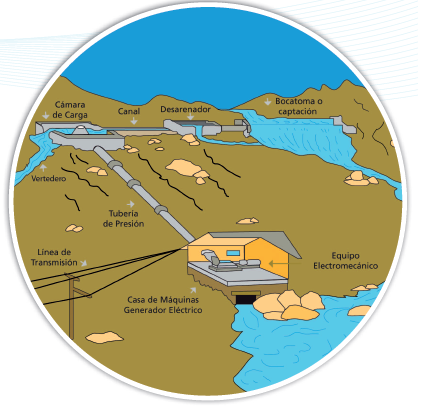 Cámara
de Carga
Canal
Desarenador
Bocatoma o
captación
Vertedero
Tuberia
de Presión
Línea de
Transmisión
Equipo
Electromecánico
Casa de Máquinas
Generador Eléctrico